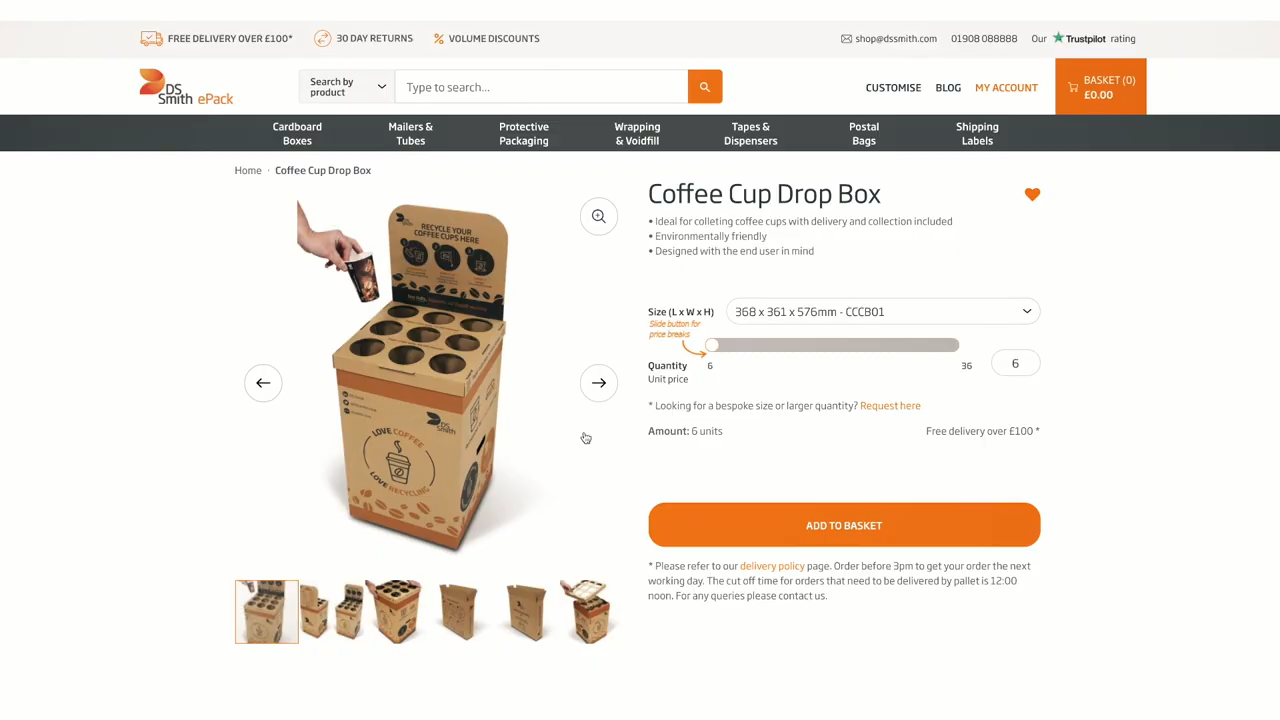 FREE DELIVERY OVER £100*
30 DAY RETURNS
VOLUME DISCOUNTS
shop@dssmith.com
01908 088888
Our Trustpilot rating
DS
Smith ePack
Search by
product
Type to search...
CUSTOMISE
BLOG
MY ACCOUNT
BASKET (0)
£0.00
Cardboard
Boxes
Mailers &
Tubes
Protective
Packaging
Wrapping
& Voidfill
Tapes &
Dispensers
Postal
Bags
Shipping
Labels
Home · Coffee Cup Drop Box
DS
Smith
RECYCLE YOUR
COFFEE CUPS HERE
DS
Smith
LOVE COFFEE
LOVE RECYCLING
Coffee Cup Drop Box
• Ideal for colleting coffee cups with delivery and collection included
• Environmentally friendly
• Designed with the end user in mind
Size (L x W x H)
368 x 361 x 576mm - CCCB01
Slide button for
price breaks
Quantity
6
36
6
Unit price
* Looking for a bespoke size or larger quantity? Request here
Amount: 6 units
Free delivery over £100 *
ADD TO BASKET
* Please refer to our delivery policy page. Order before 3pm to get your order the next
working day. The cut off time for orders that need to be delivered by pallet is 12:00
noon. For any queries please contact us.